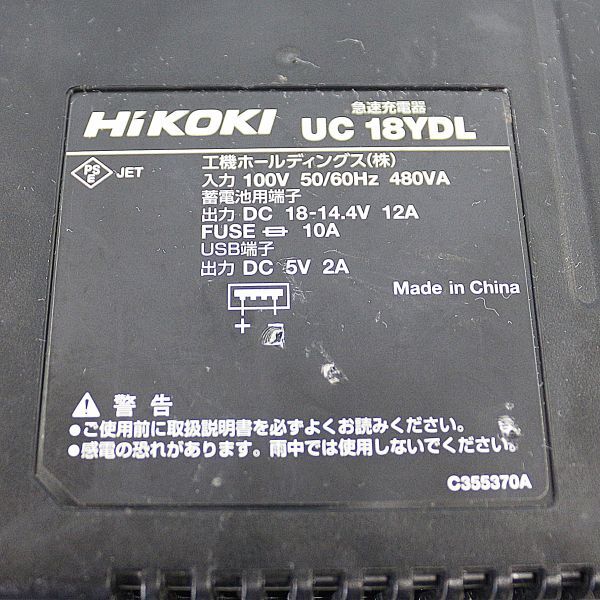 HiKOKI
急速充電器
UC 18YDL
PS
E
JET
工機ホールディングス(株)
入力 100V 50/60Hz 480VA
蓄電池用端子
出力 DC 18-14.4V 12A
FUSE 10A
USB端子
出力 DC 5V 2A
+ −
Made in China
警告
●ご使用前に取扱説明書を必ずよくお読みください。
●感電の恐れがあります。雨中では使用しないでください。
C355370A